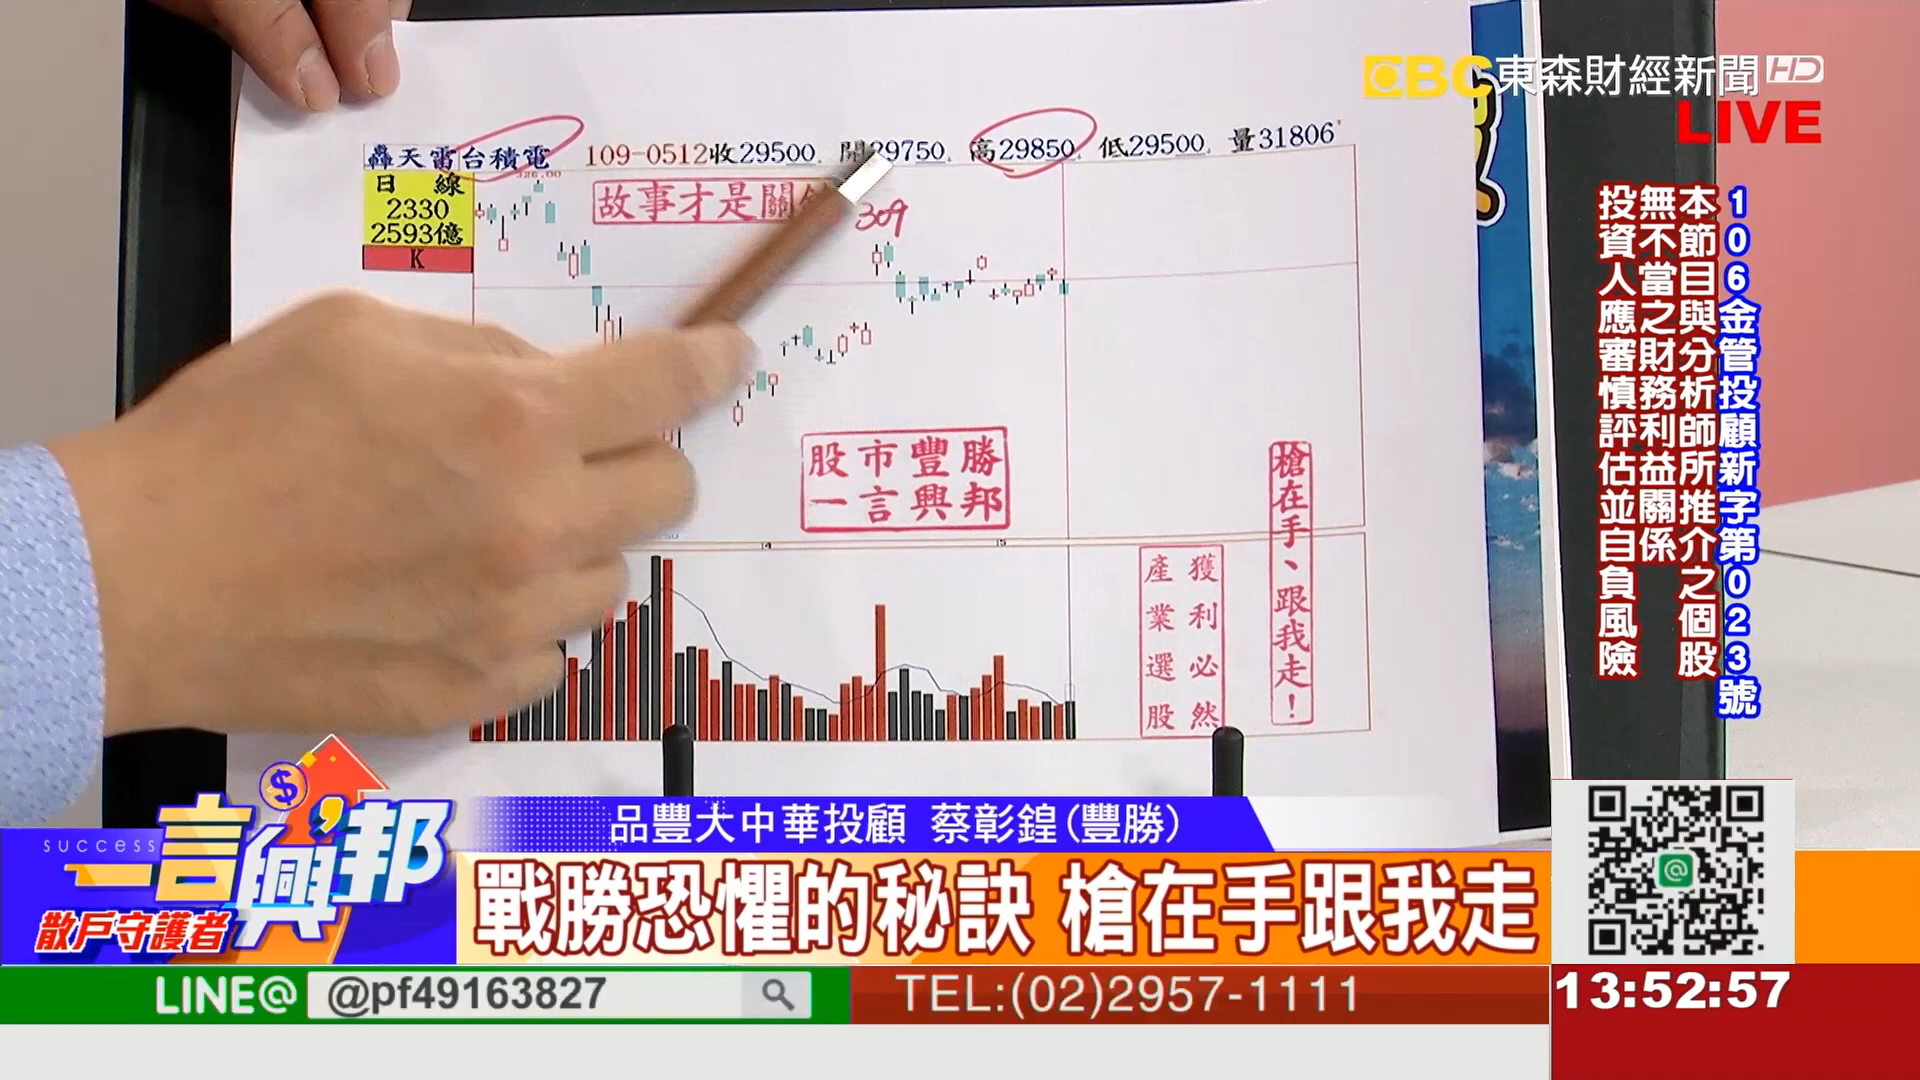 EBC東森財經新聞HD
LIVE
轟天雷台積電 109-0512收29500 開29750 高29850 低29500 量31806
328.00
日 線
2330
2593億
K
故事才是關
309
股市豐勝
一言興邦
槍在手、跟我走!
獲利必然
產業選股
14
15
106金管投顧新字第023號
本節目與分析師所推介之個股
無不當之財務利益關係
投資人應審慎評估並自負風險
success
一言興邦
散戶守護者
品豐大中華投顧 蔡彰鍠(豐勝)
戰勝恐懼的秘訣 槍在手跟我走
LINE@ @pf49163827
TEL:(02)2957-1111
13:52:57